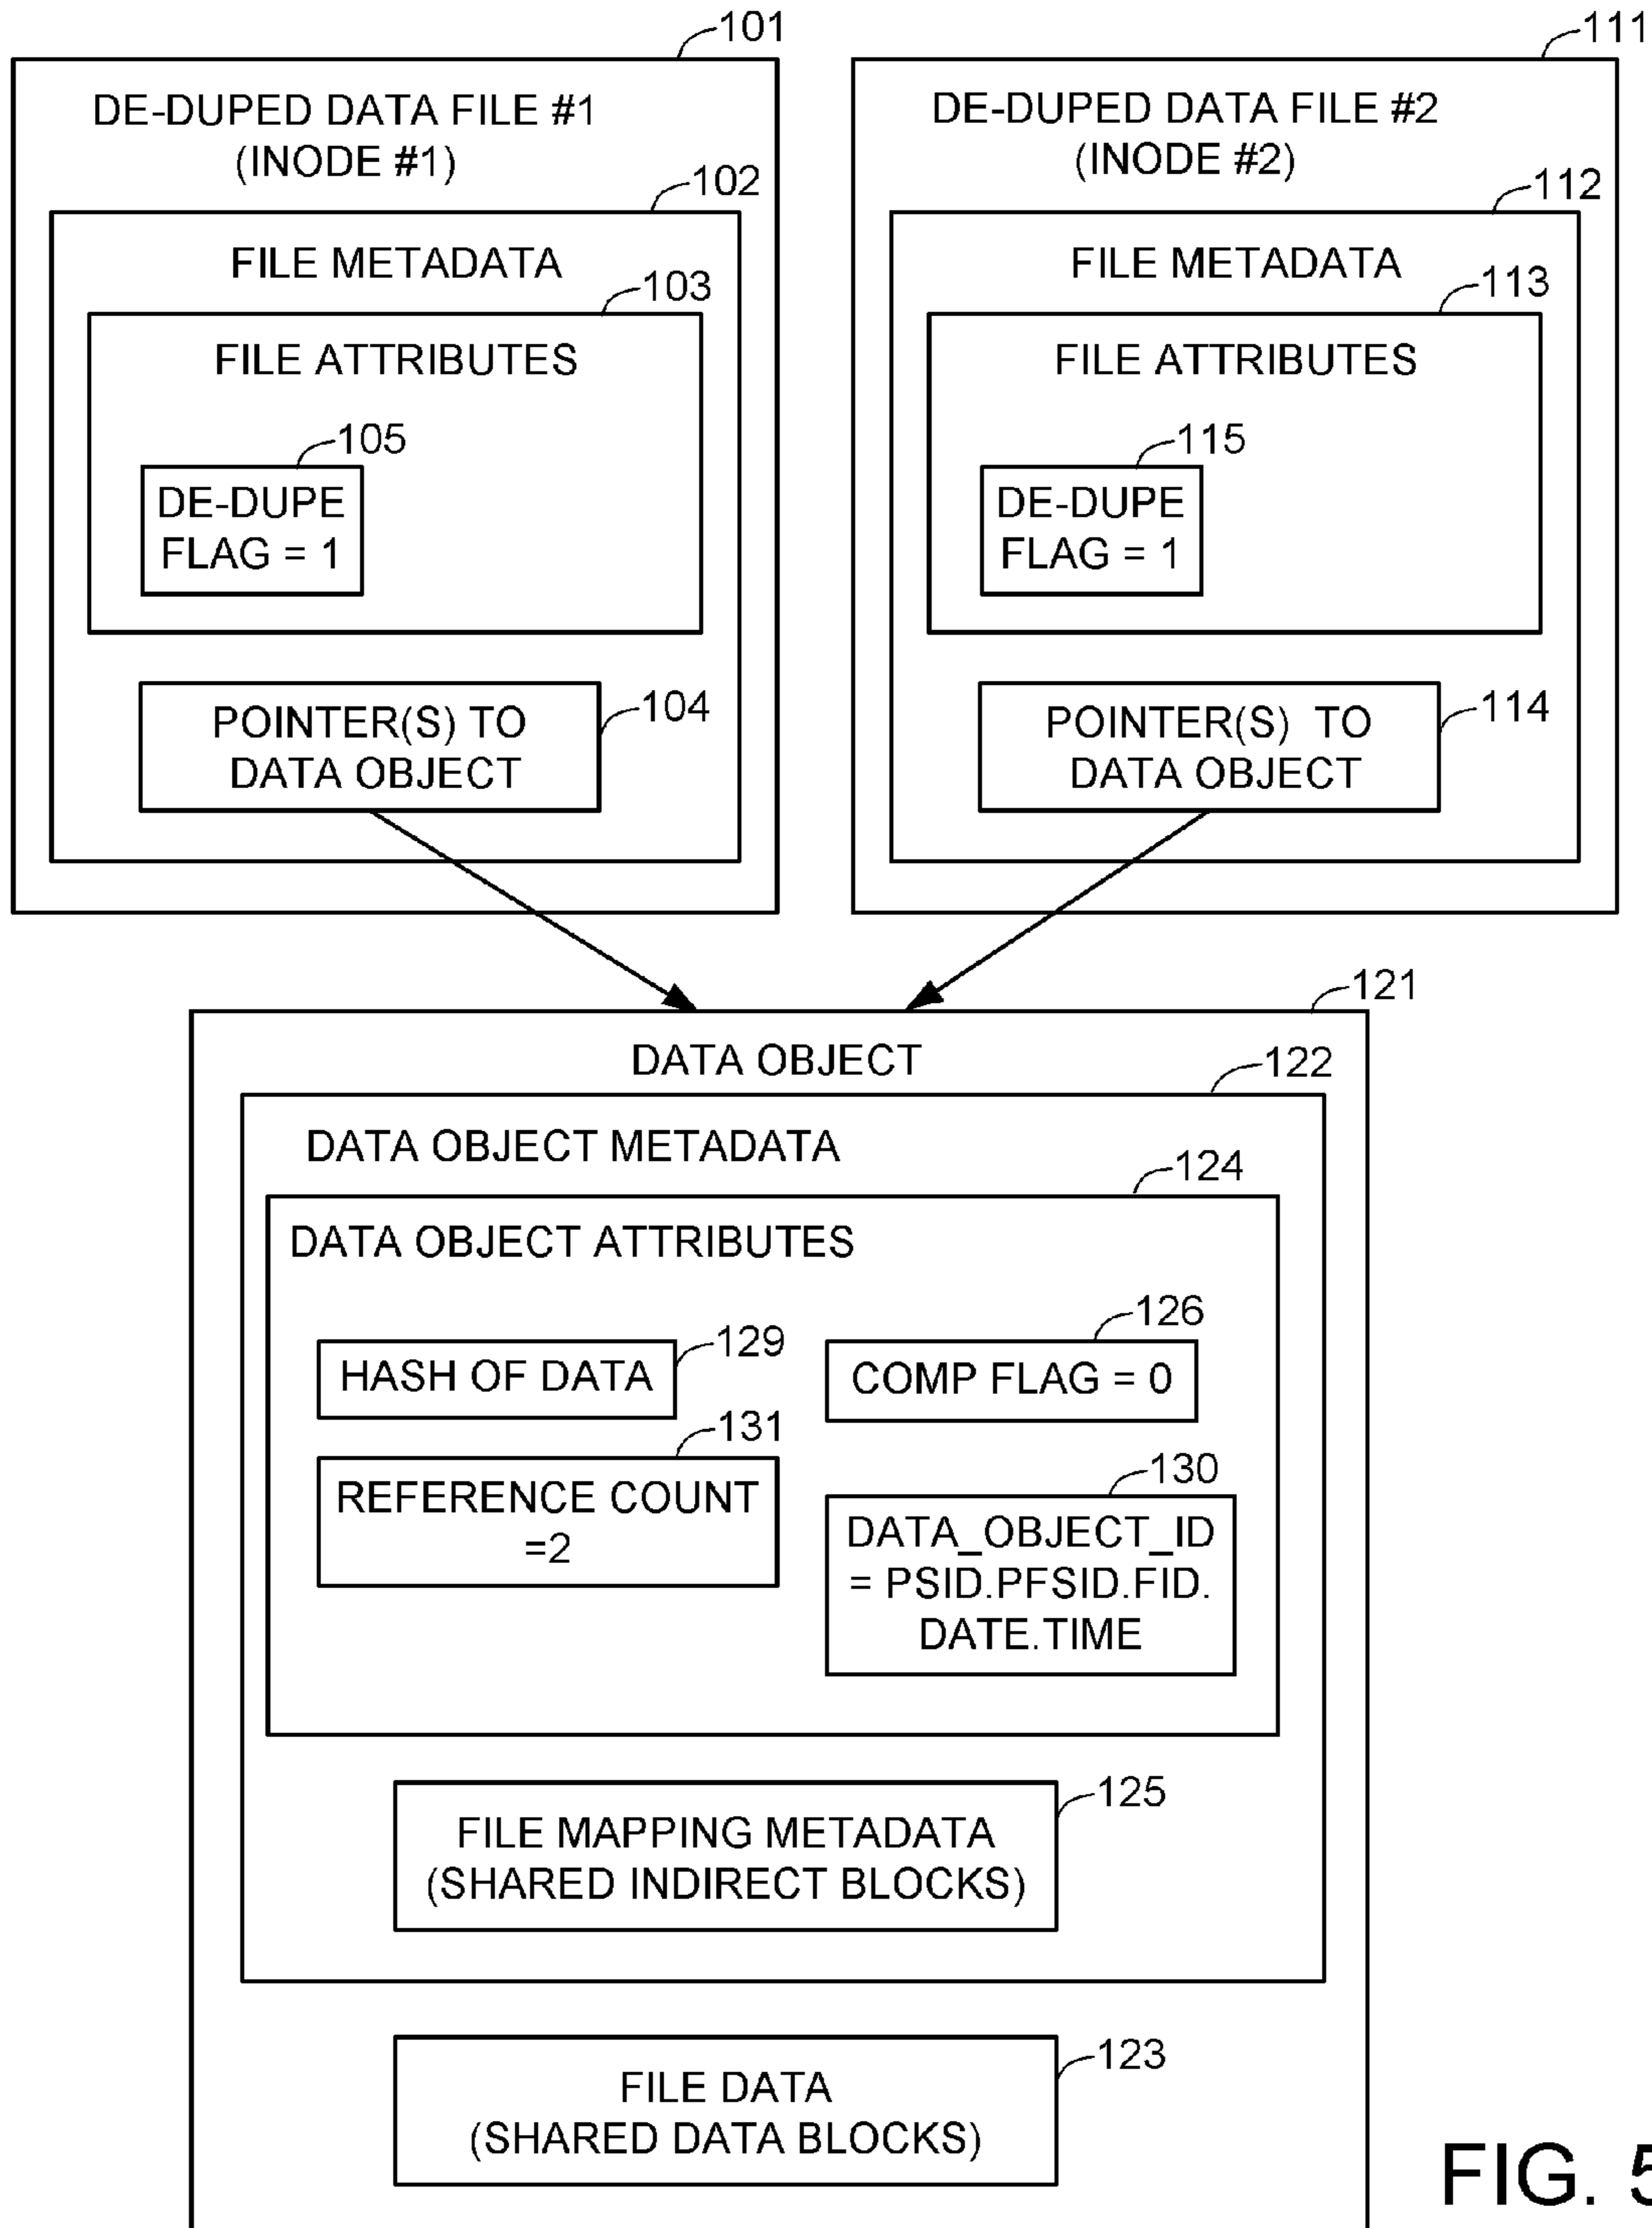 101
DE-DUPED DATA FILE #1
(INODE #1)
102
FILE METADATA
103
FILE ATTRIBUTES
105
DE-DUPE
FLAG = 1
POINTER(S) TO
DATA OBJECT
104
111
DE-DUPED DATA FILE #2
(INODE #2)
112
FILE METADATA
113
FILE ATTRIBUTES
115
DE-DUPE
FLAG = 1
POINTER(S) TO
DATA OBJECT
114
121
DATA OBJECT
122
DATA OBJECT METADATA
124
DATA OBJECT ATTRIBUTES
HASH OF DATA
129
126
COMP FLAG = 0
131
REFERENCE COUNT
=2
130
DATA_OBJECT_ID
= PSID.PFSID.FID.
DATE.TIME
125
FILE MAPPING METADATA
(SHARED INDIRECT BLOCKS)
123
FILE DATA
(SHARED DATA BLOCKS)
FIG. 5